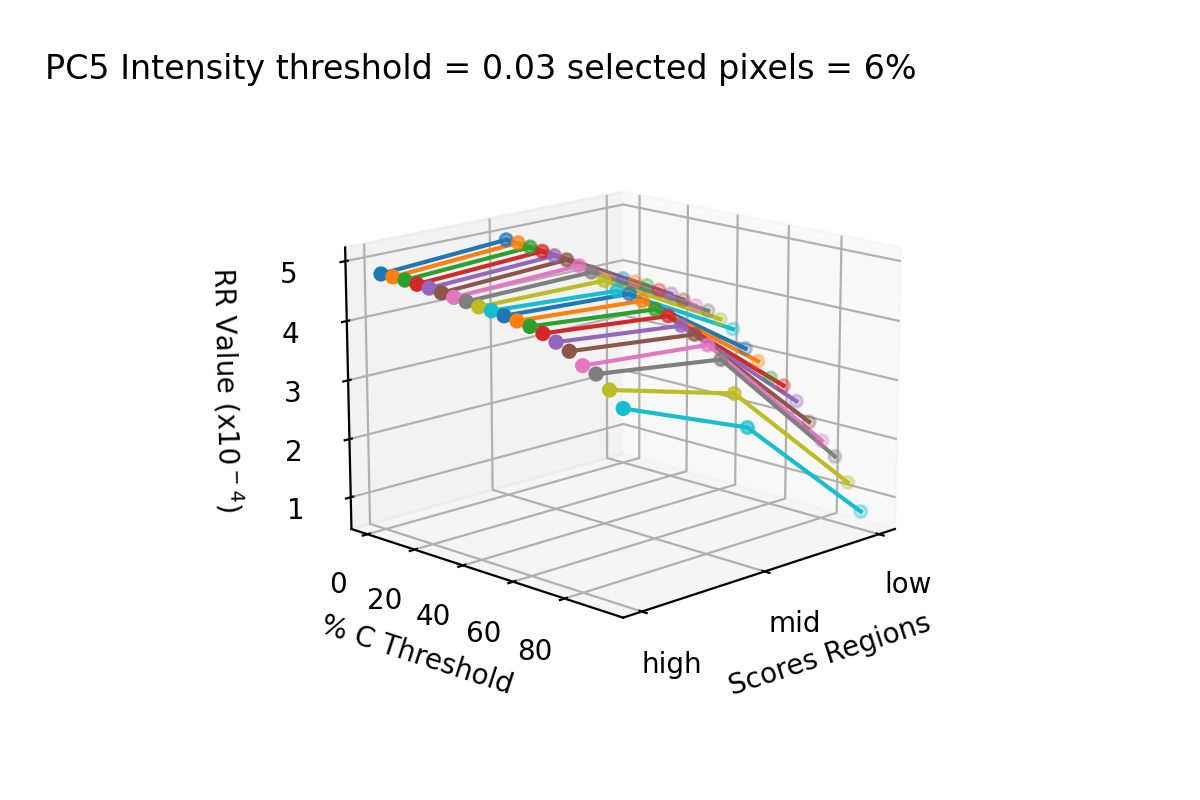 PC5 Intensity threshold = 0.03 selected pixels = 6%
RR Value (x10⁻⁴)
5
4
3
2
1
0
20
40
60
80
% C Threshold
high
mid
low
Scores Regions